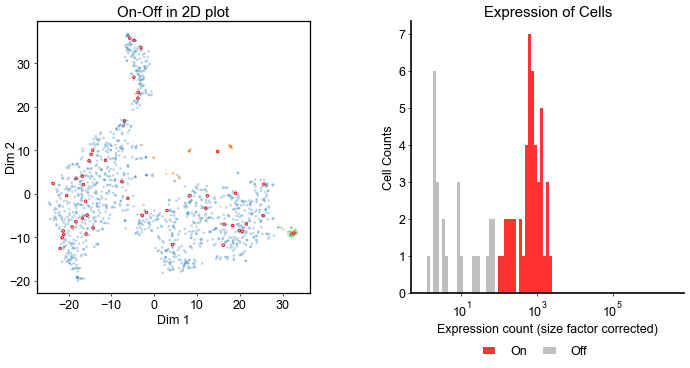 On-Off in 2D plot
Dim 2
30
20
10
0
−10
−20
−20 −10 0 10 20 30
Dim 1
Expression of Cells
Cell Counts
7
6
5
4
3
2
1
0
10^1 10^3 10^5
Expression count (size factor corrected)
On Off